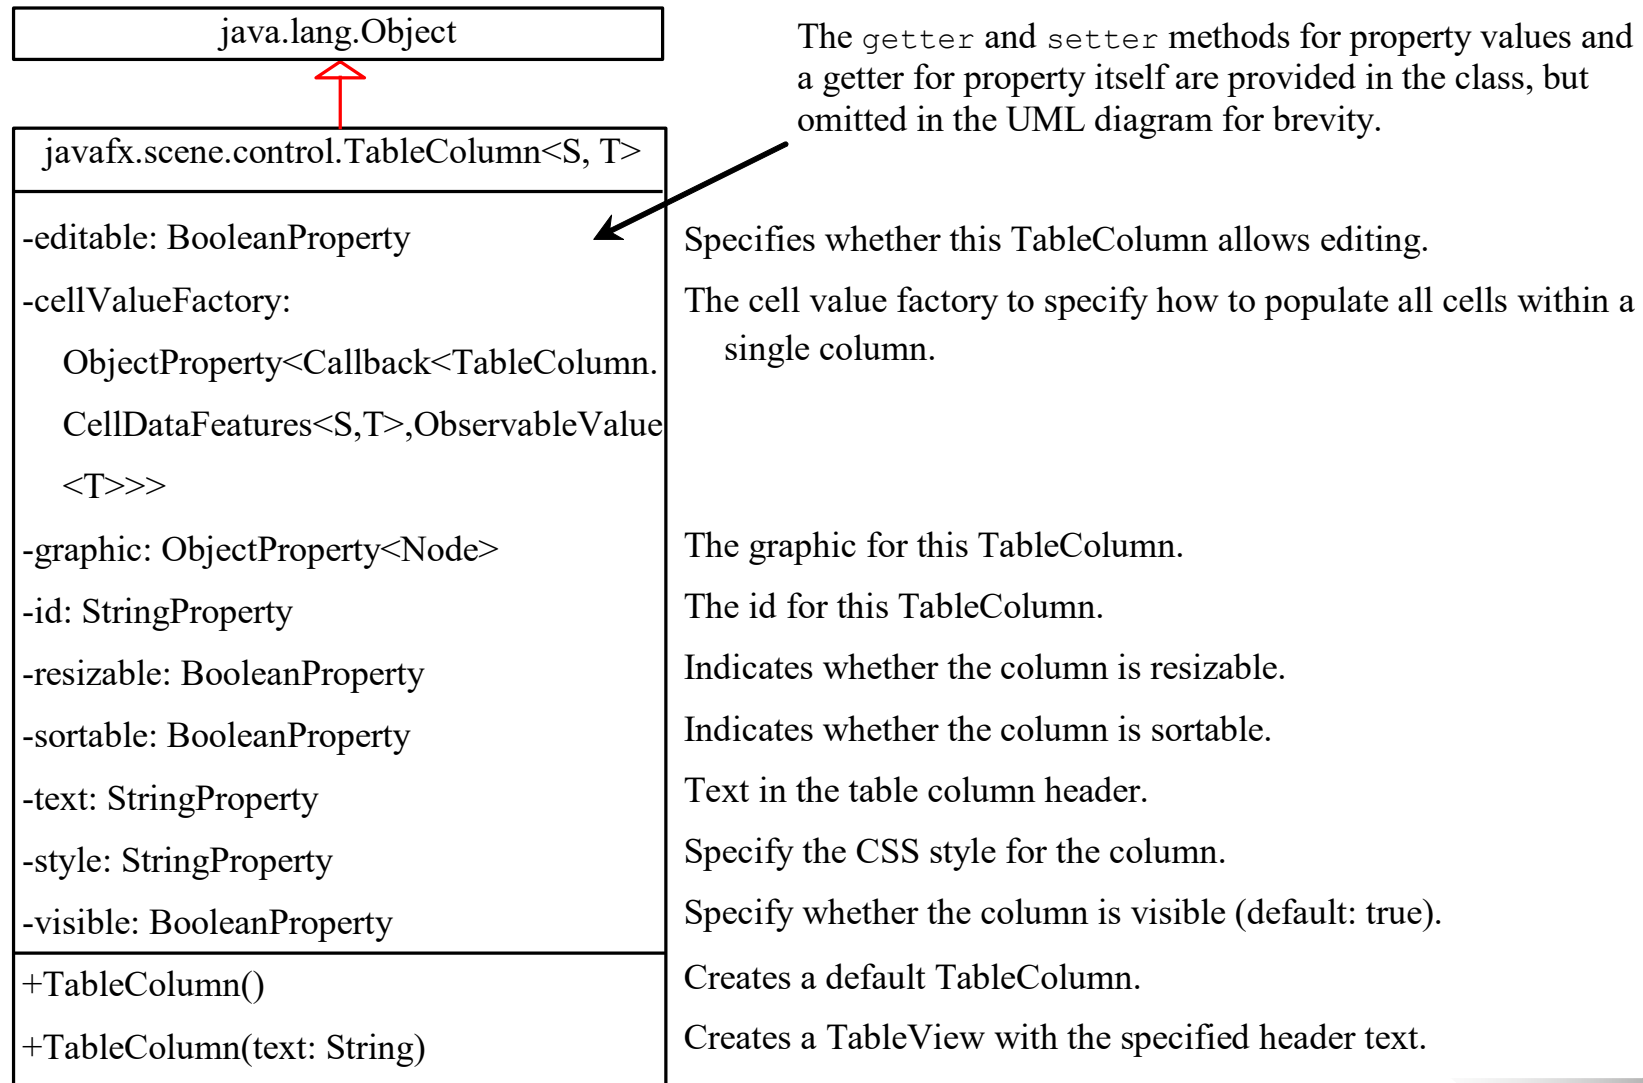 java.lang.Object
The getter and setter methods for property values and
a getter for property itself are provided in the class, but
omitted in the UML diagram for brevity.
javafx.scene.control.TableColumn<S, T>
-editable: BooleanProperty
Specifies whether this TableColumn allows editing.
-cellValueFactory:
The cell value factory to specify how to populate all cells within a
single column.
ObjectProperty<Callback<TableColumn.
CellDataFeatures<S,T>,ObservableValue
<T>>>
-graphic: ObjectProperty<Node>
The graphic for this TableColumn.
-id: StringProperty
The id for this TableColumn.
-resizable: BooleanProperty
Indicates whether the column is resizable.
-sortable: BooleanProperty
Indicates whether the column is sortable.
-text: StringProperty
Text in the table column header.
-style: StringProperty
Specify the CSS style for the column.
-visible: BooleanProperty
Specify whether the column is visible (default: true).
+TableColumn()
Creates a default TableColumn.
+TableColumn(text: String)
Creates a TableView with the specified header text.